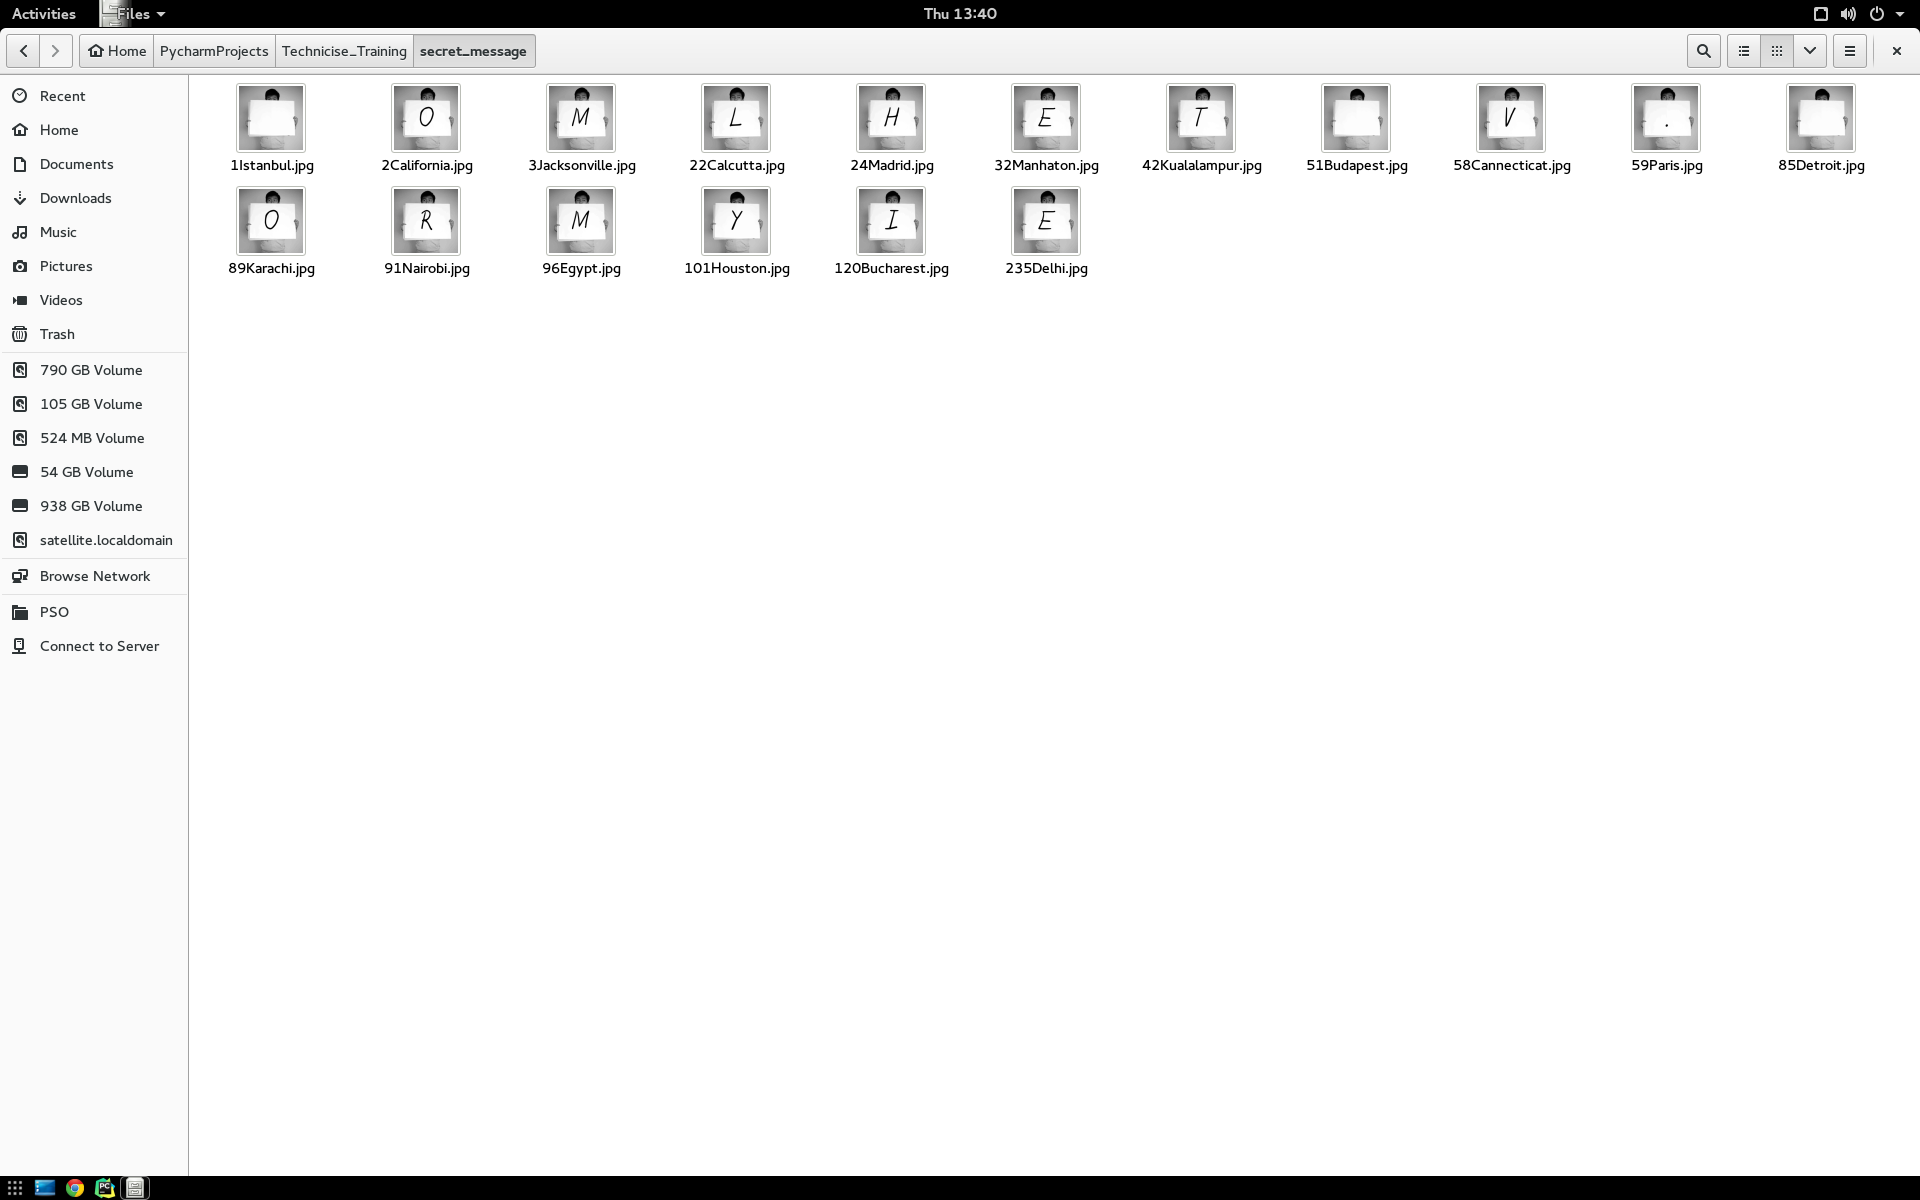 Activities Files Thu 13:40
Home PycharmProjects Technicise_Training secret_message
Recent
Home
Documents
Downloads
Music
Pictures
Videos
Trash
790 GB Volume
105 GB Volume
524 MB Volume
54 GB Volume
938 GB Volume
satellite.localdomain
Browse Network
PSO
Connect to Server
O M L H E T V .
1Istanbul.jpg 2California.jpg 3Jacksonville.jpg 22Calcutta.jpg 24Madrid.jpg 32Manhaton.jpg 42Kualalampur.jpg 51Budapest.jpg 58Cannecticat.jpg 59Paris.jpg 85Detroit.jpg
O R M Y I E
89Karachi.jpg 91Nairobi.jpg 96Egypt.jpg 101Houston.jpg 120Bucharest.jpg 235Delhi.jpg
PC